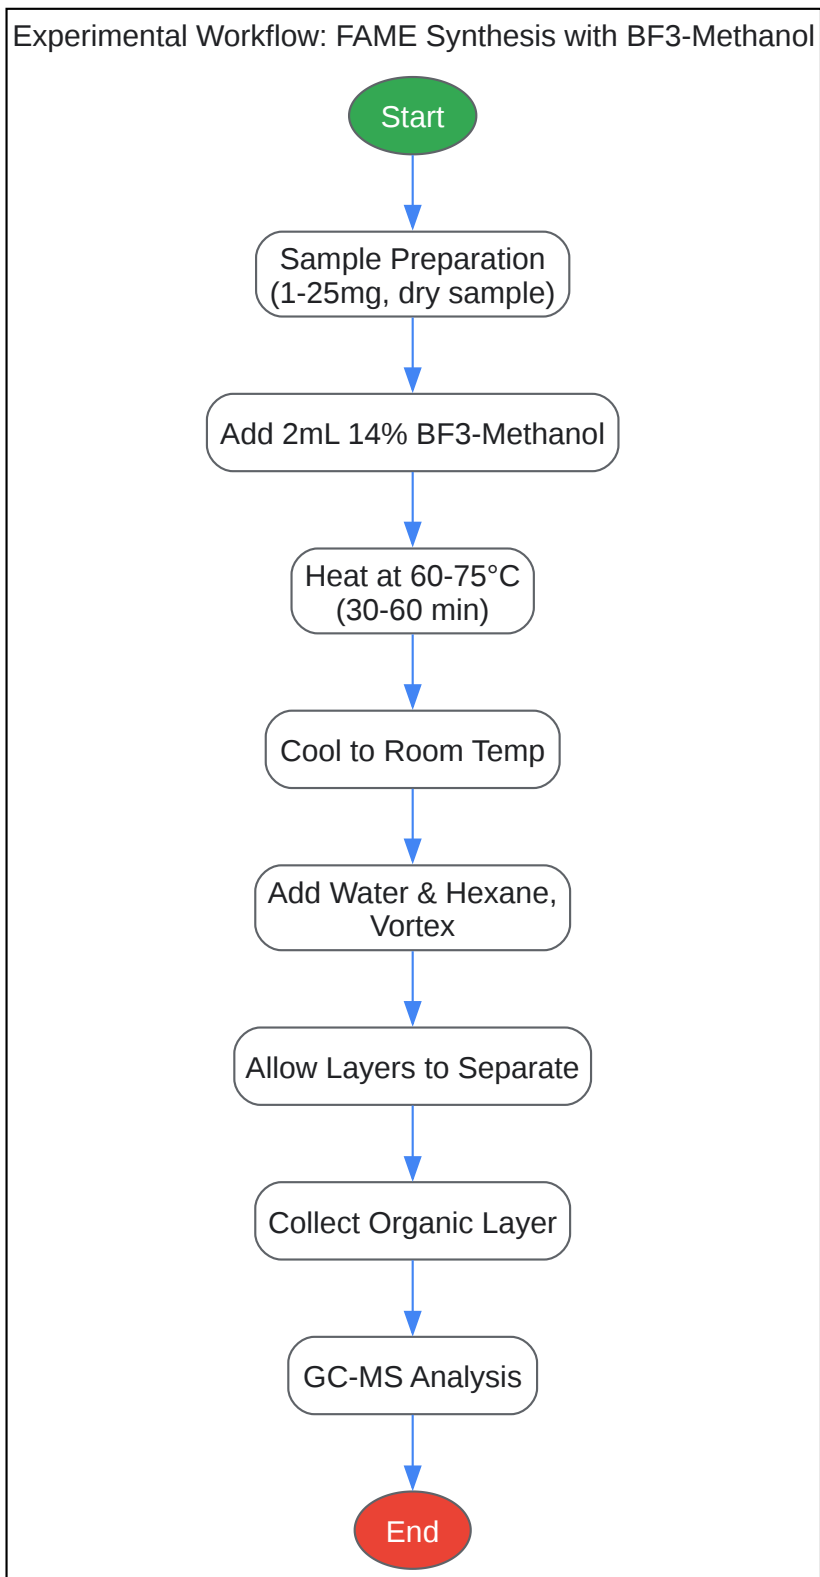 Experimental Workflow: FAME Synthesis with BF3-Methanol
Start
Sample Preparation
(1-25mg, dry sample)
Add 2mL 14% BF3-Methanol
Heat at 60-75°C
(30-60 min)
Cool to Room Temp
Add Water & Hexane,
Vortex
Allow Layers to Separate
Collect Organic Layer
GC-MS Analysis
End